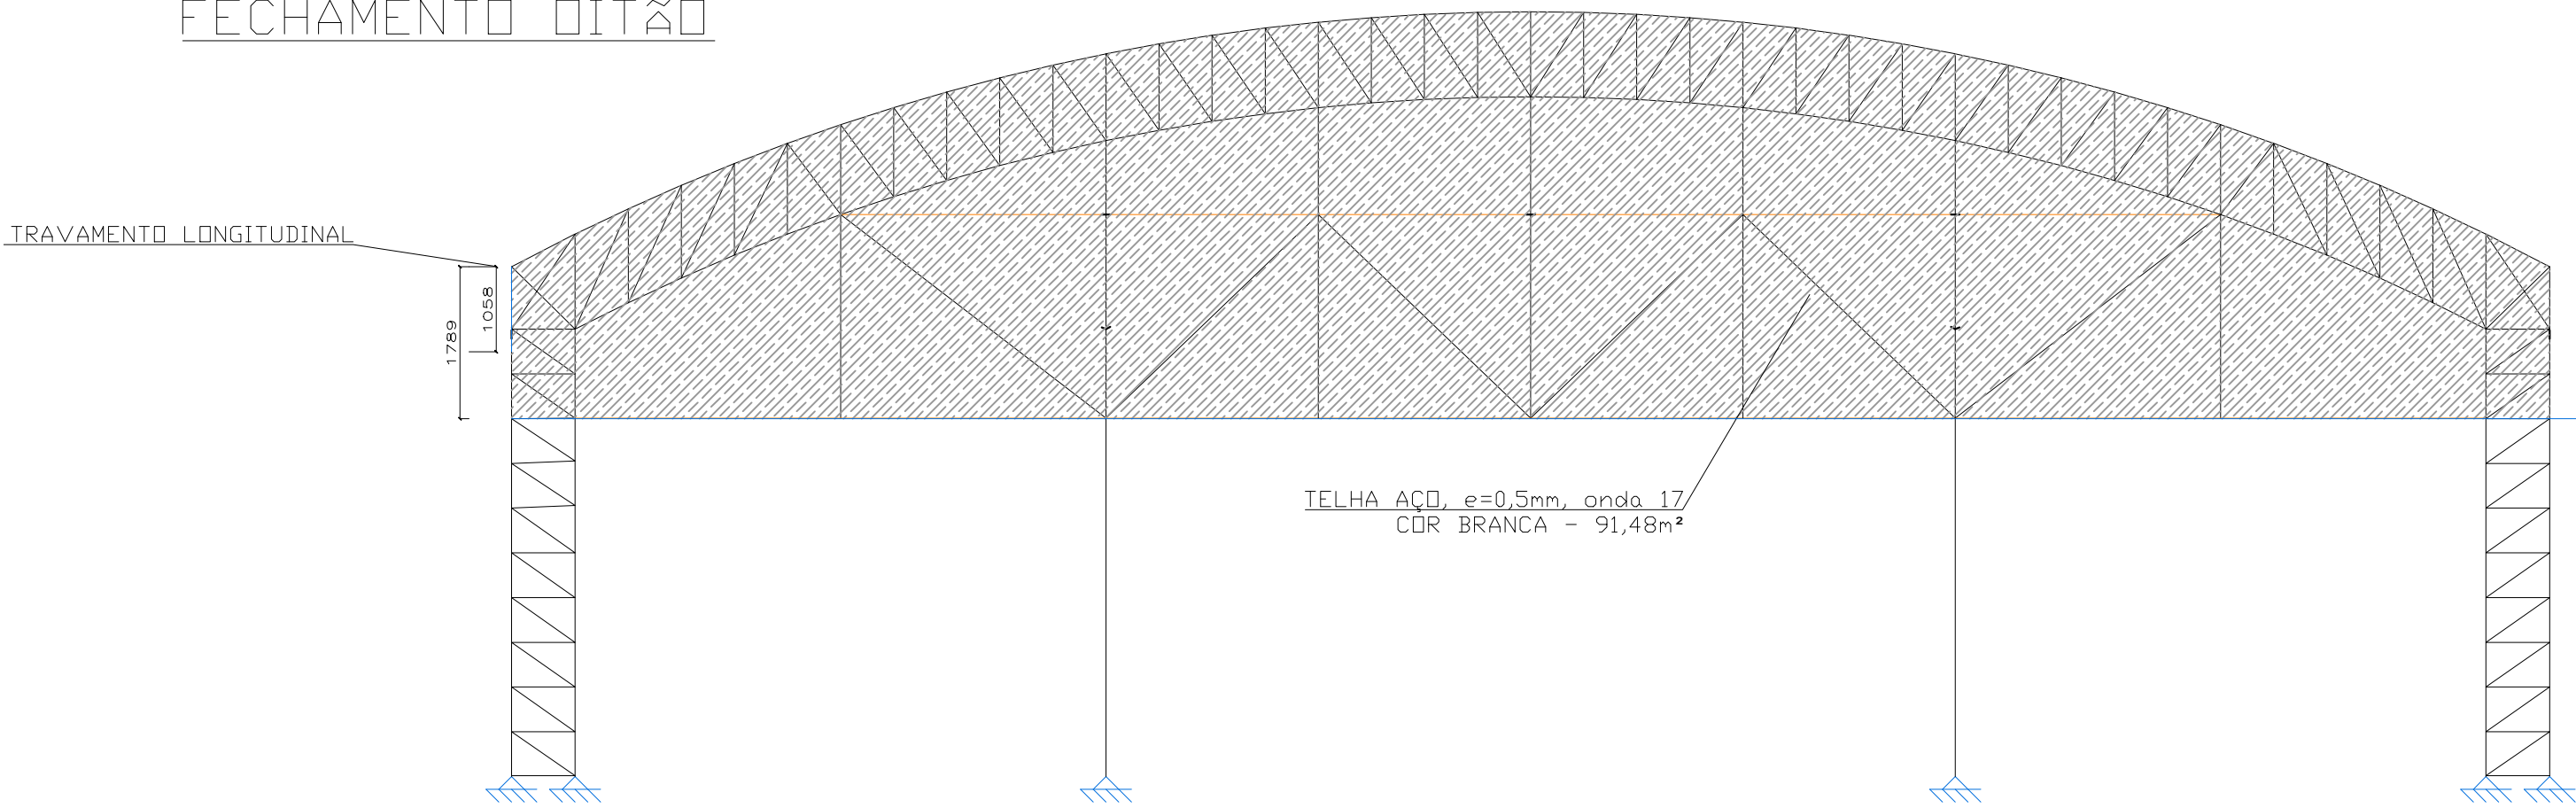 FECHAMENTO OITÃO
TRAVAMENTO LONGITUDINAL
1058
1789
TELHA AÇO, e=0,5mm, onda 17
COR BRANCA - 91,48m²